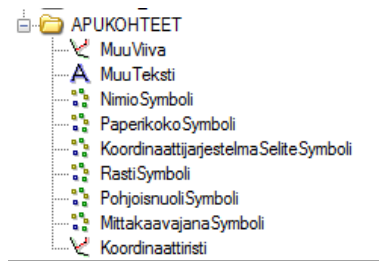 APUKOHTEET
MuuViiva
MuuTeksti
NimioSymboli
PaperikokoSymboli
KoordinaattijarjestelmaSeliteSymboli
RastiSymboli
PohjoisnuoliSymboli
MittakaavajanaSymboli
Koordinaattiristi